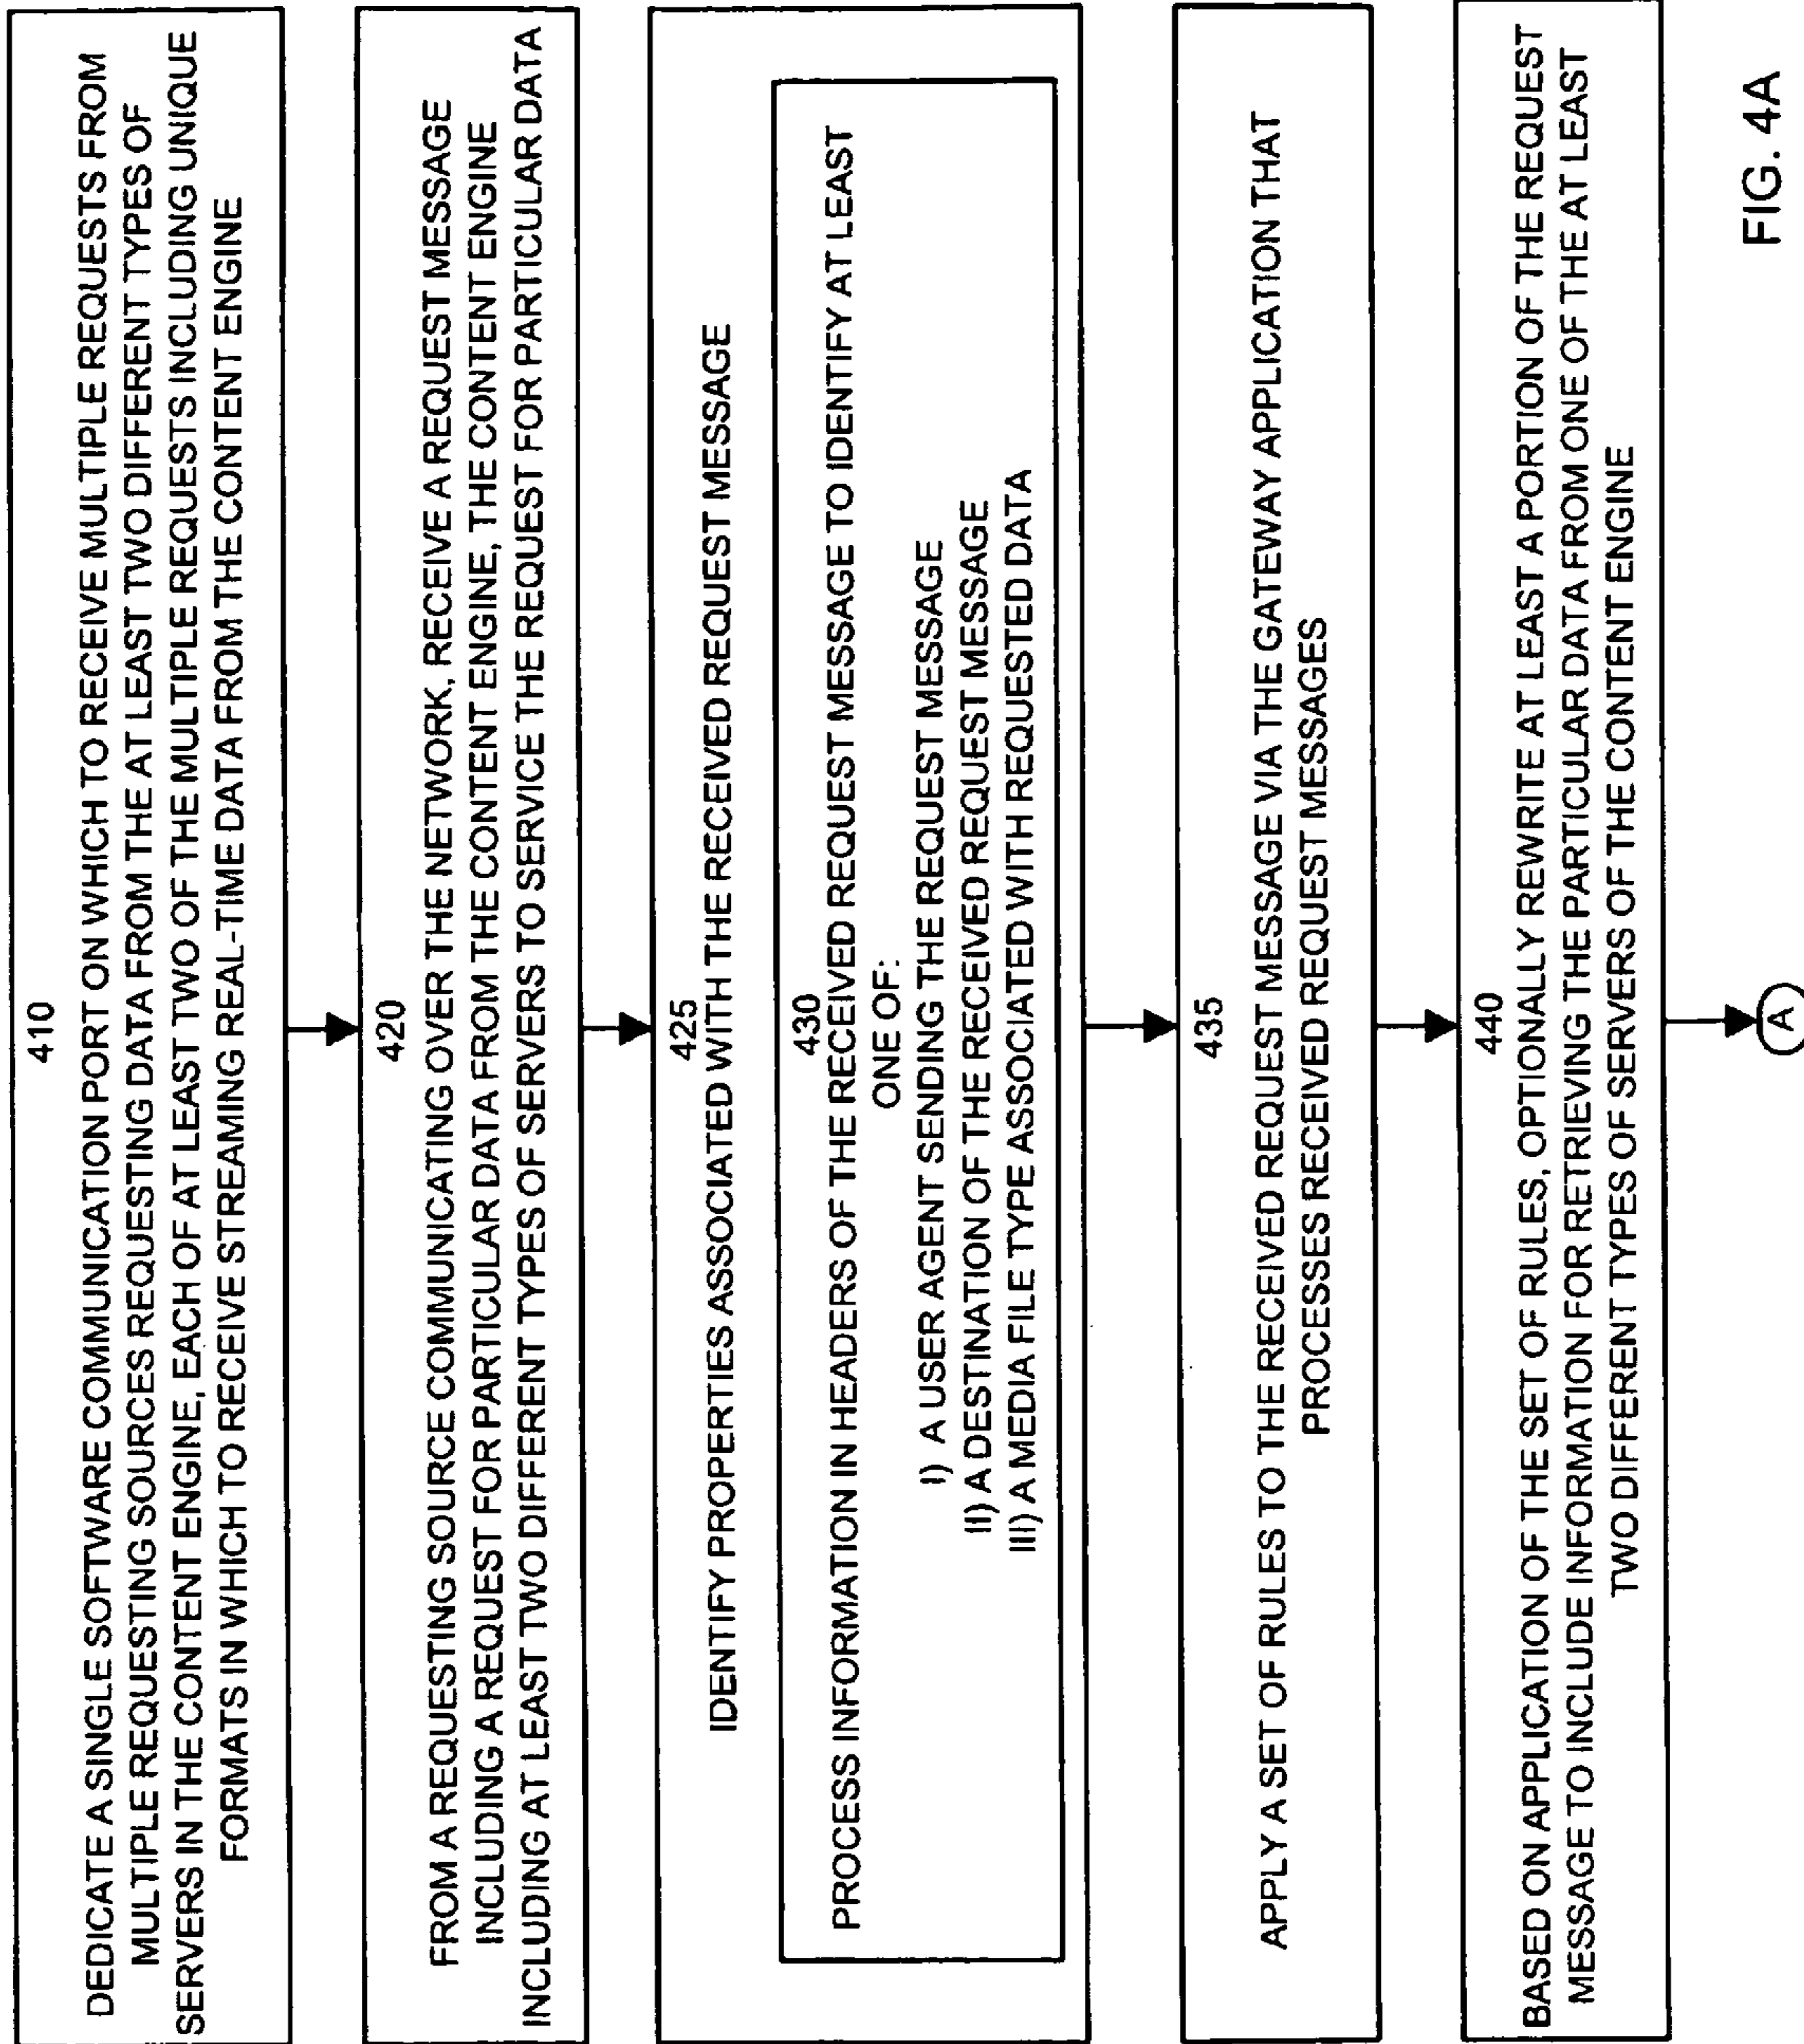 410
DEDICATE A SINGLE SOFTWARE COMMUNICATION PORT ON WHICH TO RECEIVE MULTIPLE REQUESTS FROM
MULTIPLE REQUESTING SOURCES REQUESTING DATA FROM THE AT LEAST TWO DIFFERENT TYPES OF
SERVERS IN THE CONTENT ENGINE, EACH OF AT LEAST TWO OF THE MULTIPLE REQUESTS INCLUDING UNIQUE
FORMATS IN WHICH TO RECEIVE STREAMING REAL-TIME DATA FROM THE CONTENT ENGINE
420
FROM A REQUESTING SOURCE COMMUNICATING OVER THE NETWORK, RECEIVE A REQUEST MESSAGE
INCLUDING A REQUEST FOR PARTICULAR DATA FROM THE CONTENT ENGINE, THE CONTENT ENGINE
INCLUDING AT LEAST TWO DIFFERENT TYPES OF SERVERS TO SERVICE THE REQUEST FOR PARTICULAR DATA
425
IDENTIFY PROPERTIES ASSOCIATED WITH THE RECEIVED REQUEST MESSAGE
430
PROCESS INFORMATION IN HEADERS OF THE RECEIVED REQUEST MESSAGE TO IDENTIFY AT LEAST
ONE OF:
I) A USER AGENT SENDING THE REQUEST MESSAGE
II) A DESTINATION OF THE RECEIVED REQUEST MESSAGE
III) A MEDIA FILE TYPE ASSOCIATED WITH REQUESTED DATA
435
APPLY A SET OF RULES TO THE RECEIVED REQUEST MESSAGE VIA THE GATEWAY APPLICATION THAT
PROCESSES RECEIVED REQUEST MESSAGES
440
BASED ON APPLICATION OF THE SET OF RULES, OPTIONALLY REWRITE AT LEAST A PORTION OF THE REQUEST
MESSAGE TO INCLUDE INFORMATION FOR RETRIEVING THE PARTICULAR DATA FROM ONE OF THE AT LEAST
TWO DIFFERENT TYPES OF SERVERS OF THE CONTENT ENGINE
A
FIG. 4A